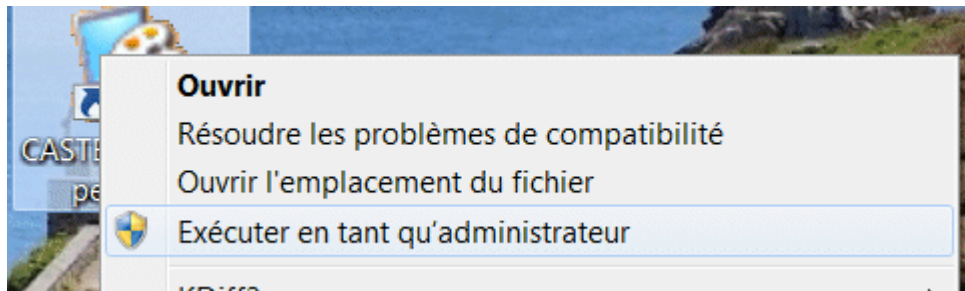 Ouvrir
Résoudre les problèmes de compatibilité
Ouvrir l'emplacement du fichier
Exécuter en tant qu’administrateur